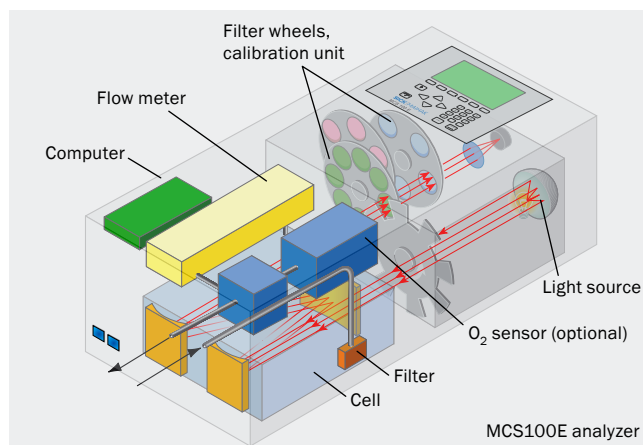 Filter wheels,
calibration unit
Flow meter
Computer
Light source
O₂ sensor (optional)
Filter
Cell
MCS100E analyzer